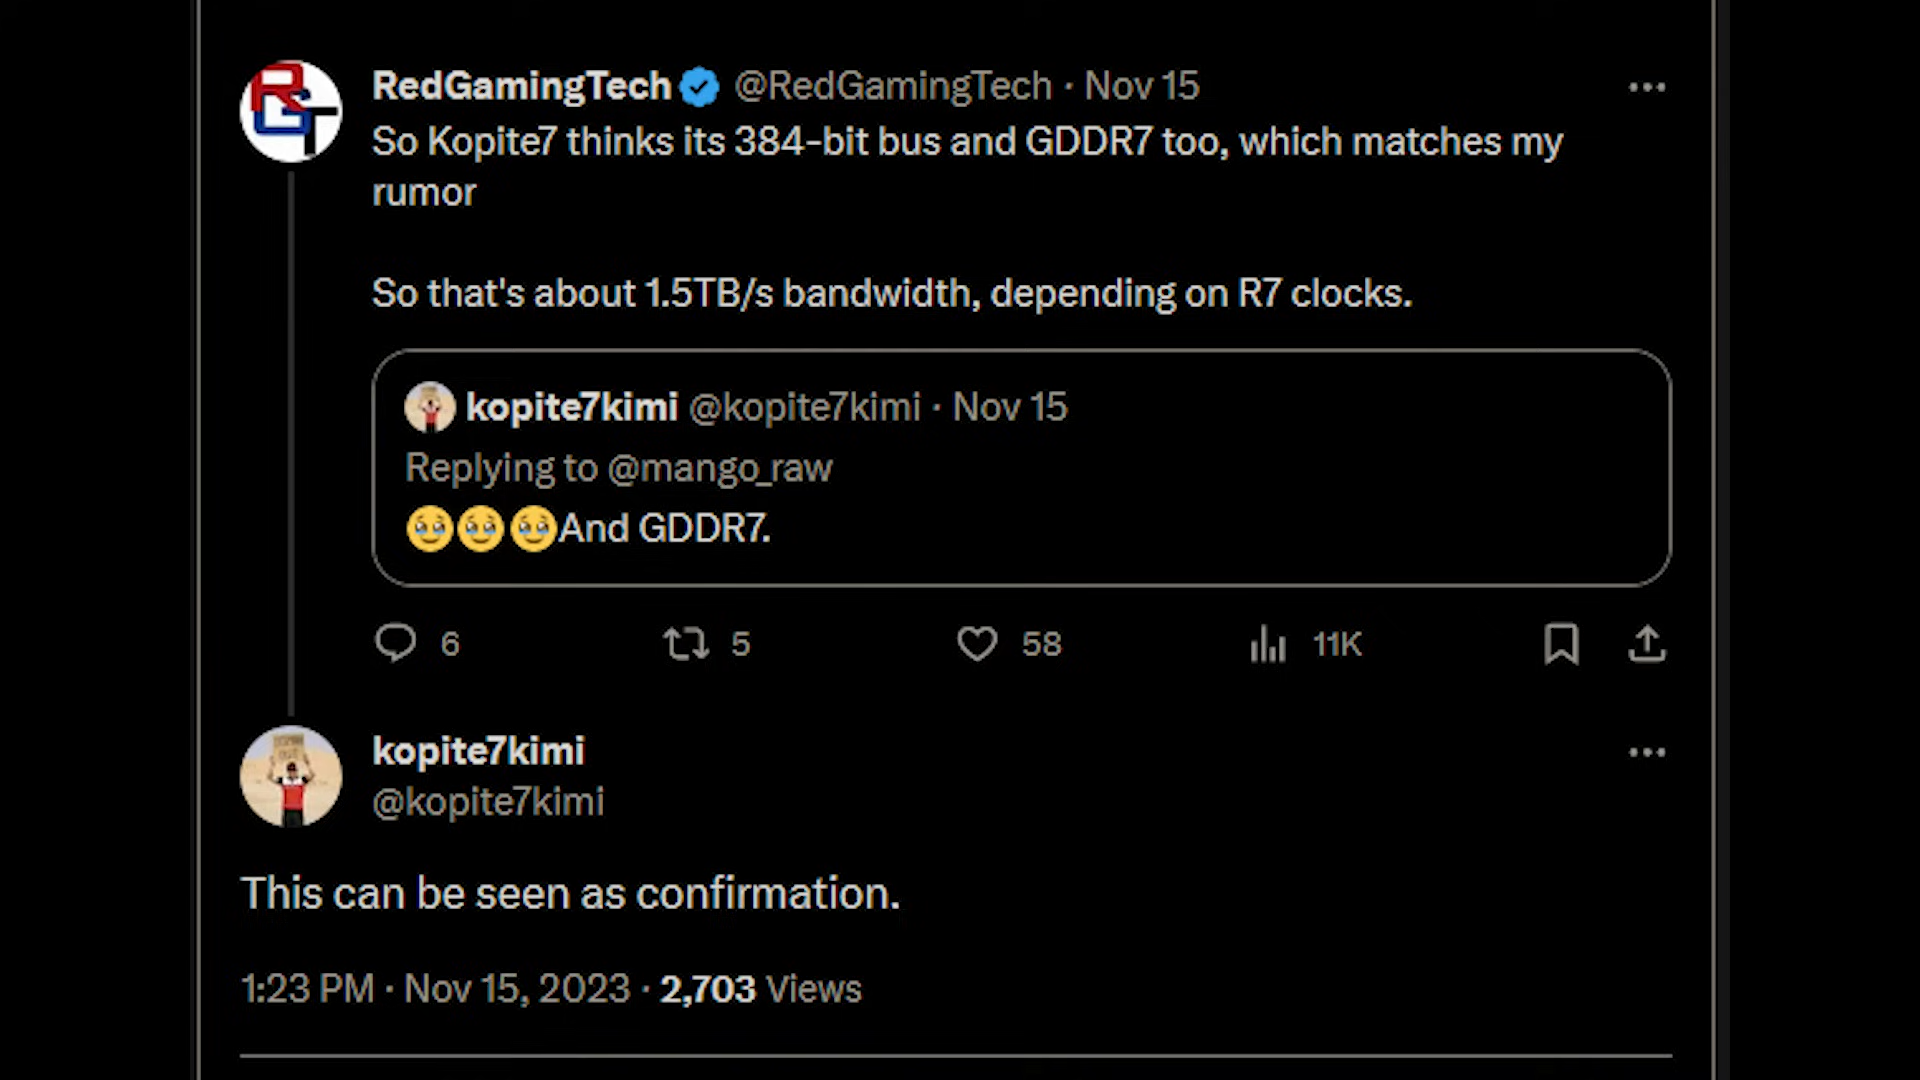 RedGamingTech @RedGamingTech · Nov 15
So Kopite7 thinks its 384-bit bus and GDDR7 too, which matches my
rumor
So that's about 1.5TB/s bandwidth, depending on R7 clocks.
kopite7kimi @kopite7kimi · Nov 15
Replying to @mango_raw
🥹🥹🥹And GDDR7.
6 5 58 11K
kopite7kimi
@kopite7kimi
This can be seen as confirmation.
1:23 PM · Nov 15, 2023 · 2,703 Views